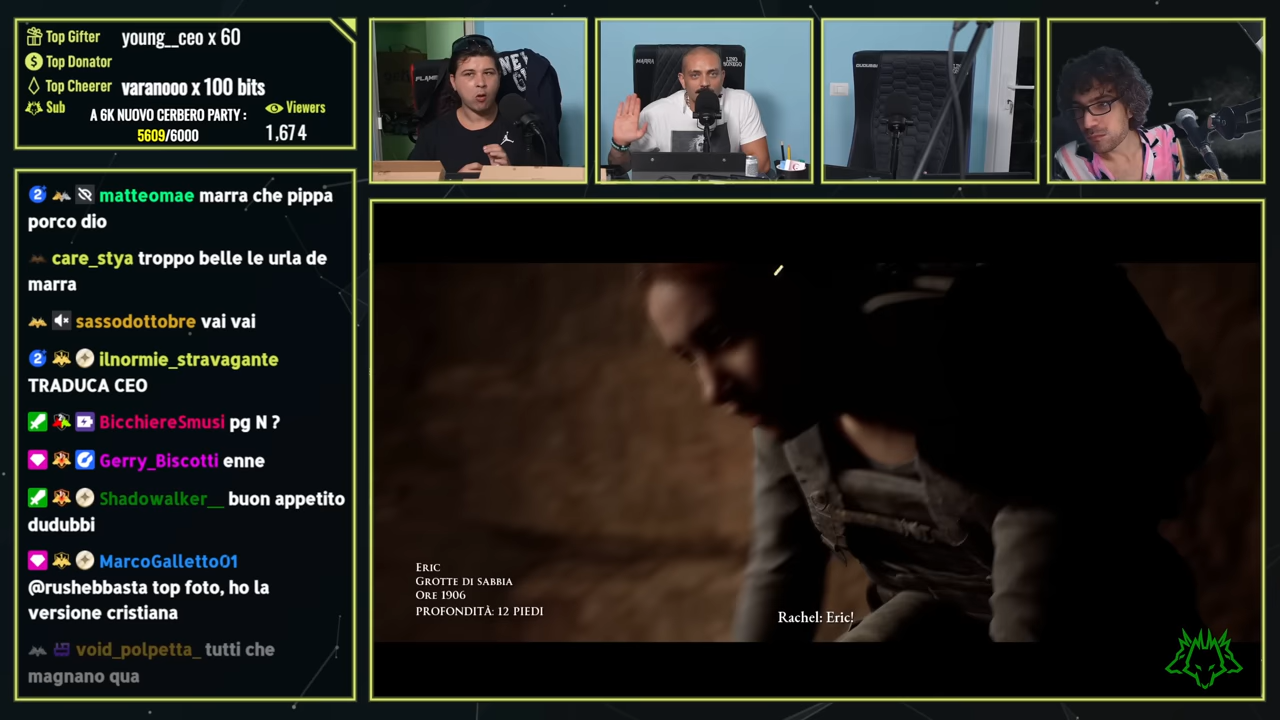 Top Gifter young__ceo x 60
Top Donator
Top Cheerer varanooo x 100 bits
Sub
A 6K NUOVO CERBERO PARTY :
5609/6000
Viewers
1,674
matteomae marra che pippa
porco dio
care_stya troppo belle le urla de
marra
sassodottobre vai vai
ilnormie_stravagante
TRADUCA CEO
BicchiereSmusi pg N ?
Gerry_Biscotti enne
Shadowalker__ buon appetito
dudubbi
MarcoGalletto01
@rushebbasta top foto, ho la
versione cristiana
void_polpetta_ tutti che
magnano qua
MARRA
DUDUBBI
Eric
Grotte di sabbia
Ore 1906
profondità: 12 piedi
Rachel: Eric!